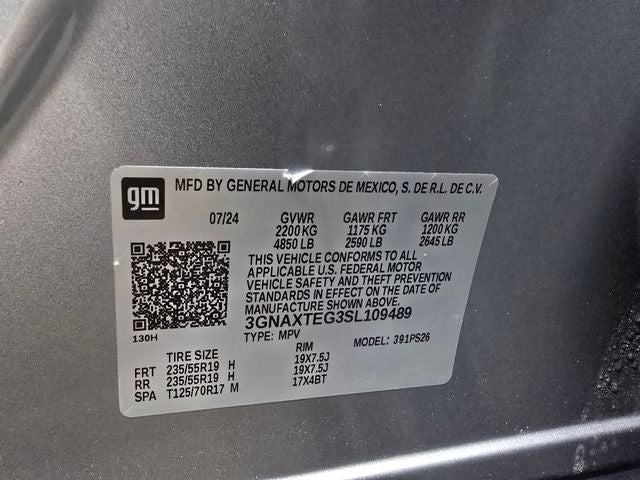 gm
MFD BY GENERAL MOTORS DE MEXICO, S. DE R.L. DE C.V.
07/24 GVWR GAWR FRT GAWR RR
2200 KG 1175 KG 1200 KG
4850 LB 2590 LB 2645 LB
THIS VEHICLE CONFORMS TO ALL
APPLICABLE U.S. FEDERAL MOTOR
VEHICLE SAFETY AND THEFT PREVENTION
STANDARDS IN EFFECT ON THE DATE OF
MANUFACTURE SHOWN ABOVE.
3GNAXTEG3SL109489
130H
TYPE: MPV MODEL: 391PS26
TIRE SIZE RIM
FRT 235/55R19 H 19X7.5J
RR 235/55R19 H 19X7.5J
SPA T125/70R17 M 17X4BT